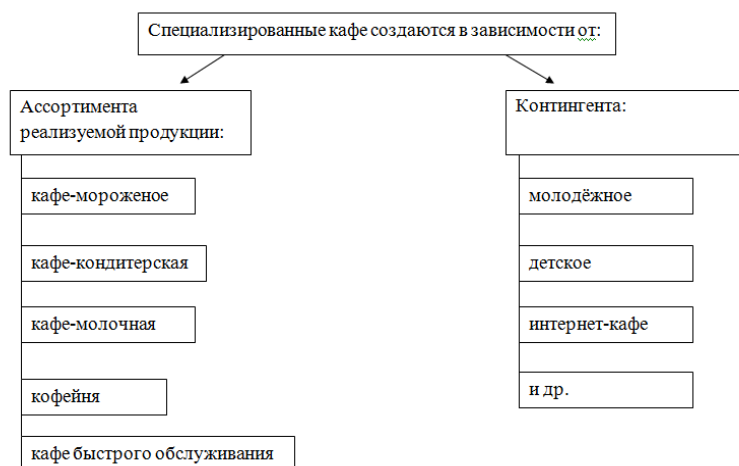 Специализированные кафе создаются в зависимости от:
Ассортимента
реализуемой продукции:
кафе-мороженое
кафе-кондитерская
кафе-молочная
кофейня
кафе быстрого обслуживания
Контингента:
молодёжное
детское
интернет-кафе
и др.